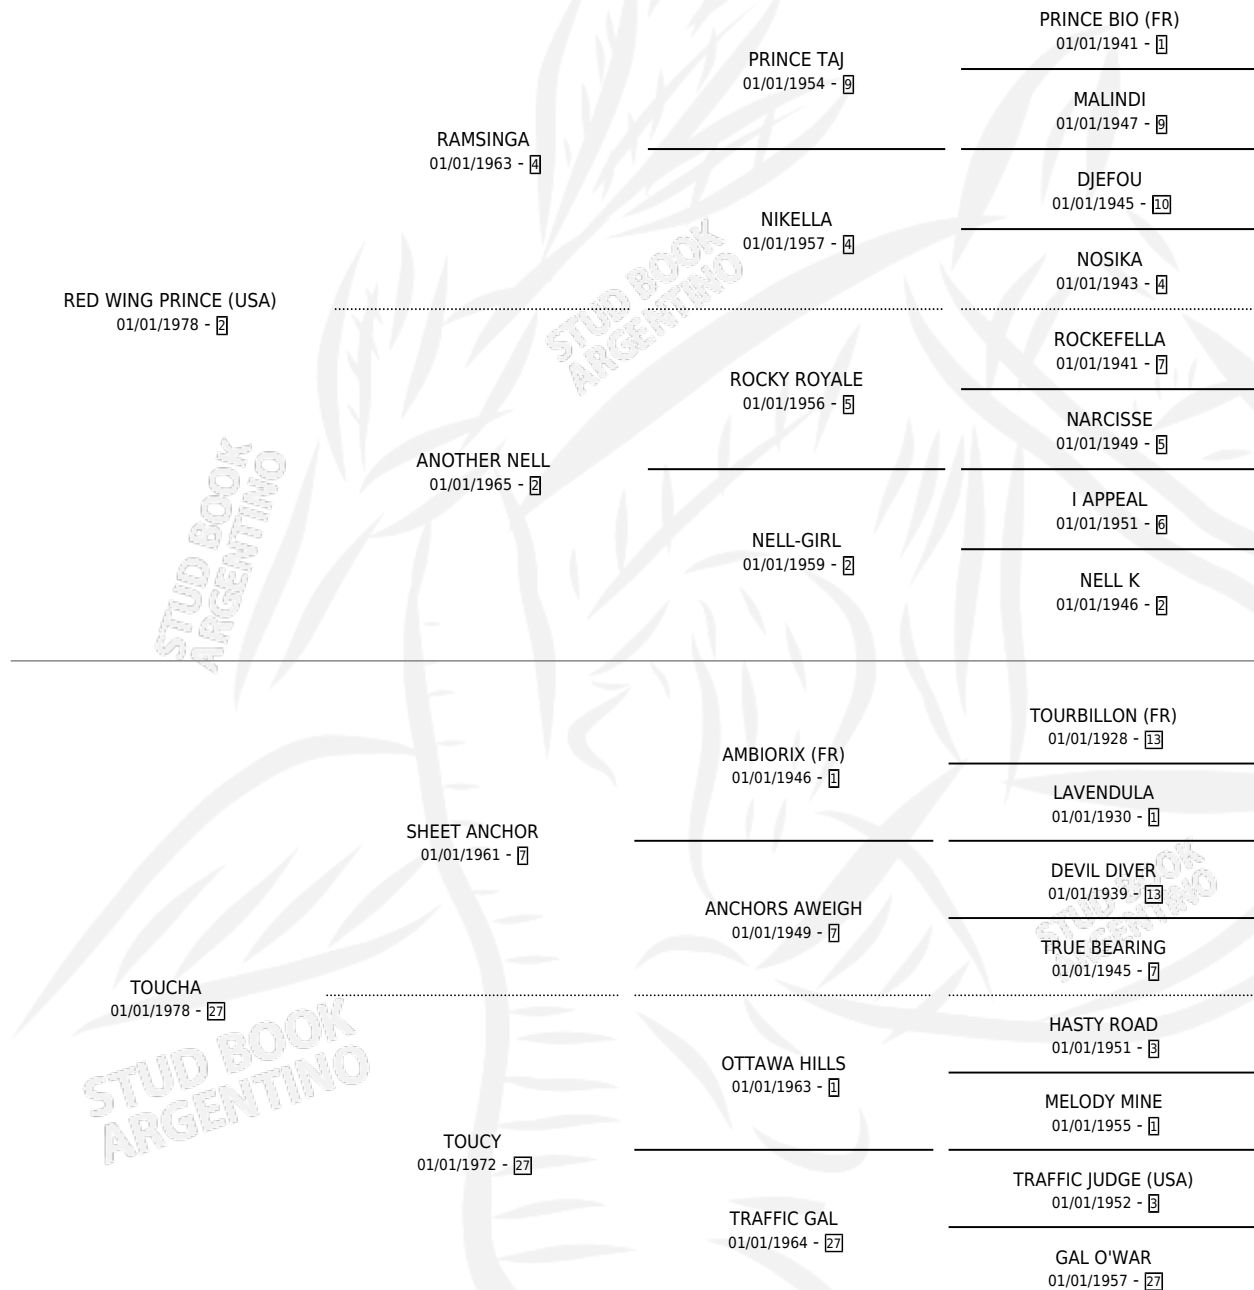 PRINCE BIO (FR)
01/01/1941 - 1
PRINCE TAJ
01/01/1954 - 9
MALINDI
01/01/1947 - 9
RAMSINGA
01/01/1963 - 4
DJEFOU
01/01/1945 - 10
NIKELLA
01/01/1957 - 4
NOSIKA
01/01/1943 - 4
RED WING PRINCE (USA)
01/01/1978 - 2
ROCKEFELLA
01/01/1941 - 7
ROCKY ROYALE
01/01/1956 - 5
NARCISSE
01/01/1949 - 5
ANOTHER NELL
01/01/1965 - 2
I APPEAL
01/01/1951 - 6
NELL-GIRL
01/01/1959 - 2
NELL K
01/01/1946 - 2
TOURBILLON (FR)
01/01/1928 - 13
AMBIORIX (FR)
01/01/1946 - 1
LAVENDULA
01/01/1930 - 1
SHEET ANCHOR
01/01/1961 - 7
DEVIL DIVER
01/01/1939 - 13
ANCHORS AWEIGH
01/01/1949 - 7
TRUE BEARING
01/01/1945 - 7
TOUCHA
01/01/1978 - 27
HASTY ROAD
01/01/1951 - 3
OTTAWA HILLS
01/01/1963 - 1
MELODY MINE
01/01/1955 - 1
TOUCY
01/01/1972 - 27
TRAFFIC JUDGE (USA)
01/01/1952 - 3
TRAFFIC GAL
01/01/1964 - 27
GAL O'WAR
01/01/1957 - 27
STUD BOOK
ARGENTINO
STUD BOOK
ARGENTINO
STUD BOOK
ARGENTINO
STUD BOOK
ARGENTINO